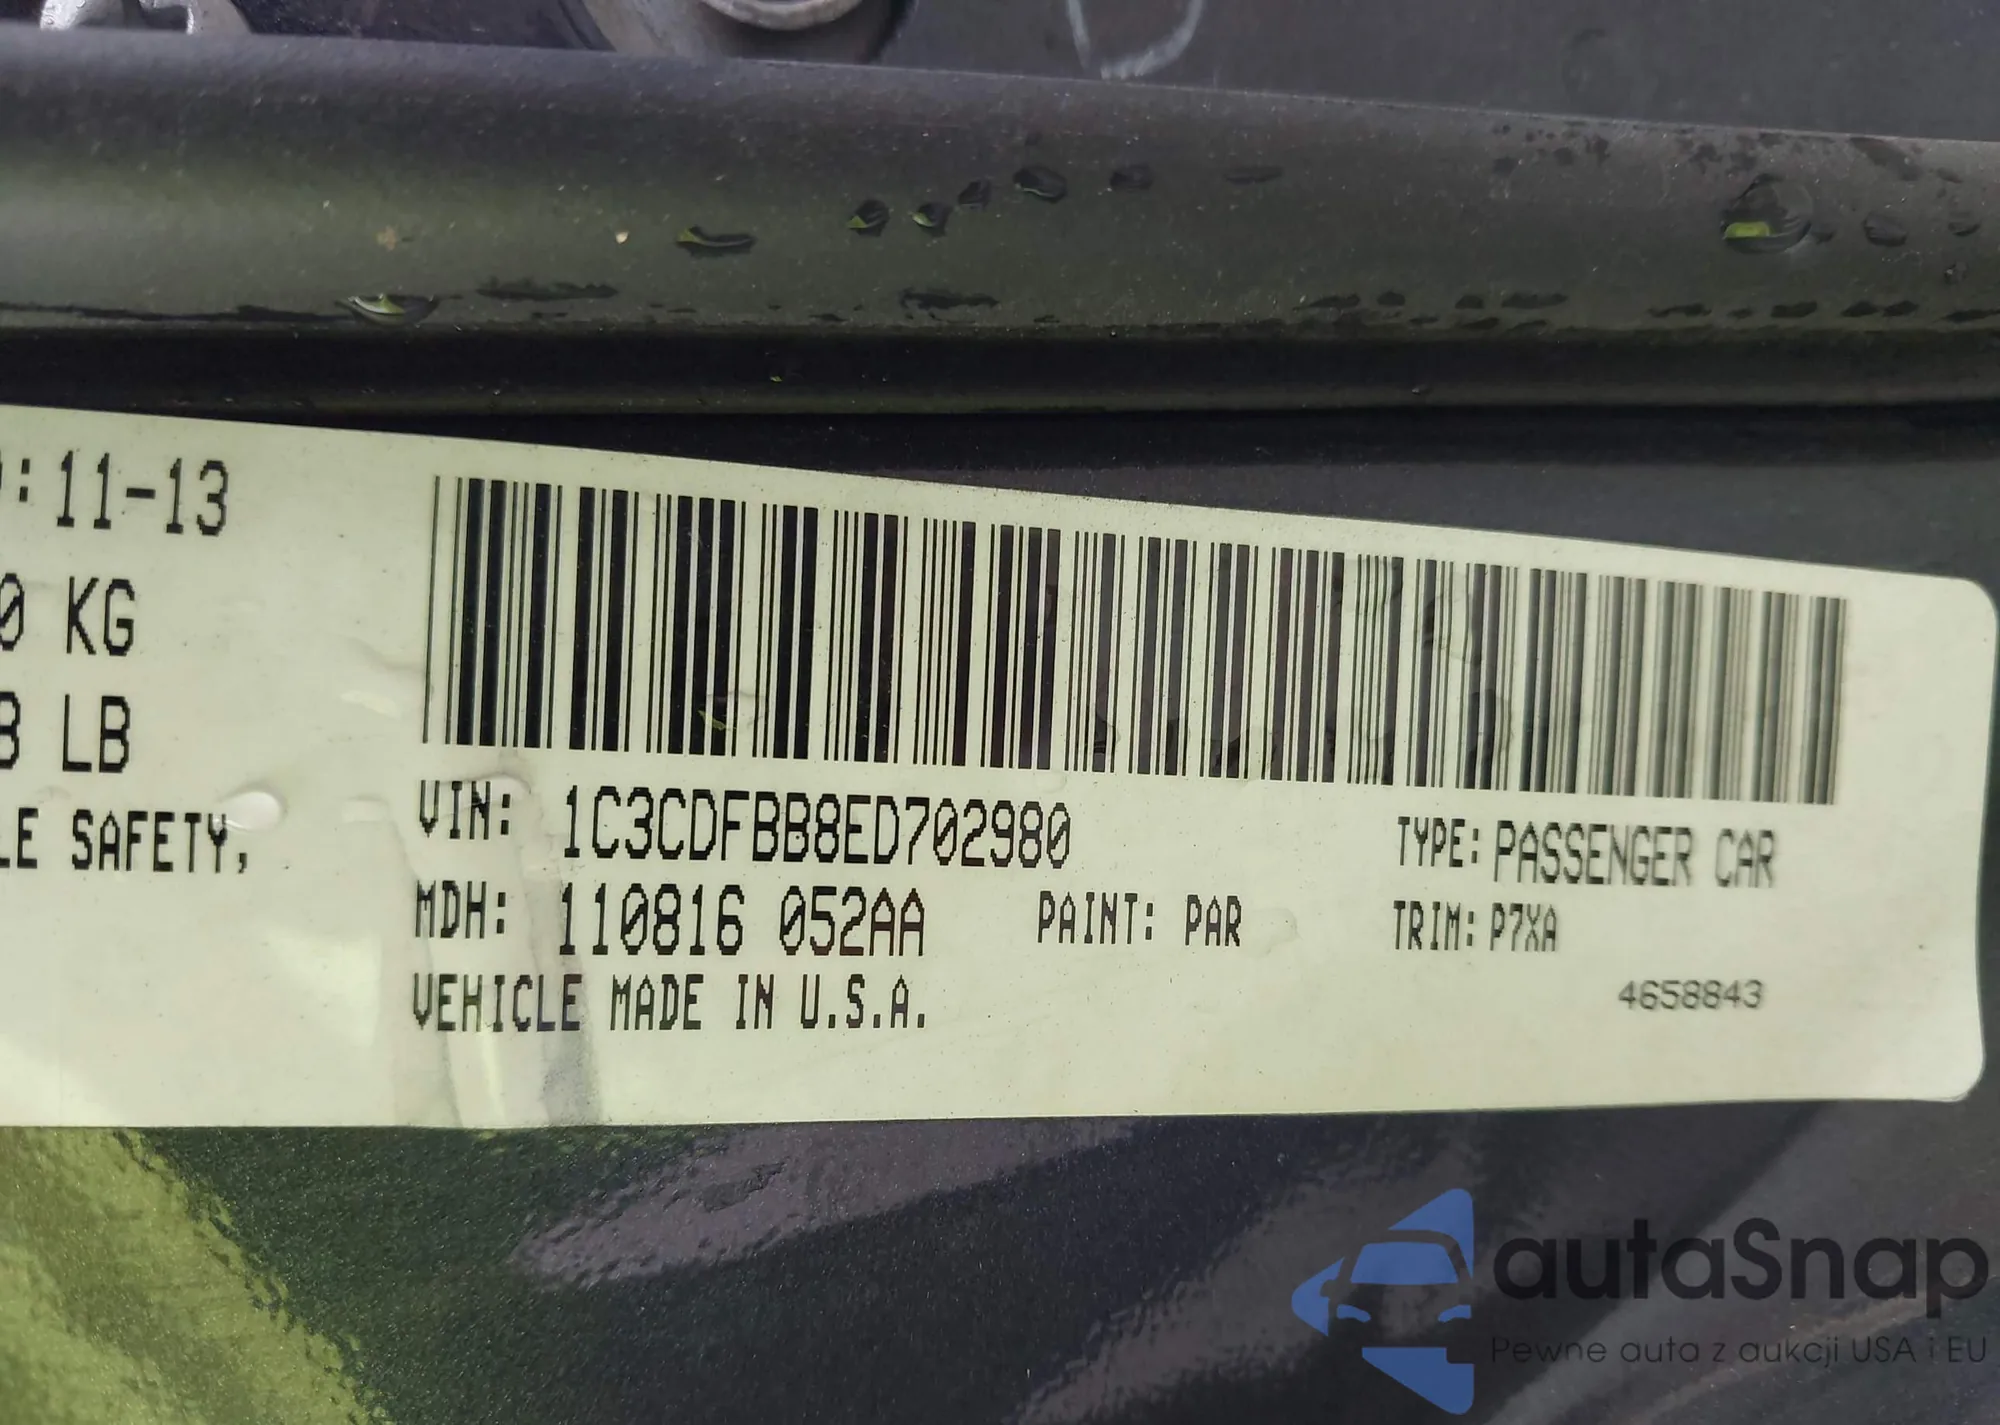 :11-13
0 KG
LB
LE SAFETY,
VIN: 1C3CDFBB8ED702980
MDH: 110816 052AA PAINT: PAR
VEHICLE MADE IN U.S.A.
TYPE: PASSENGER CAR
TRIM: P7XA
4658843
autaSnap
Pewne auta z aukcji USA i EU